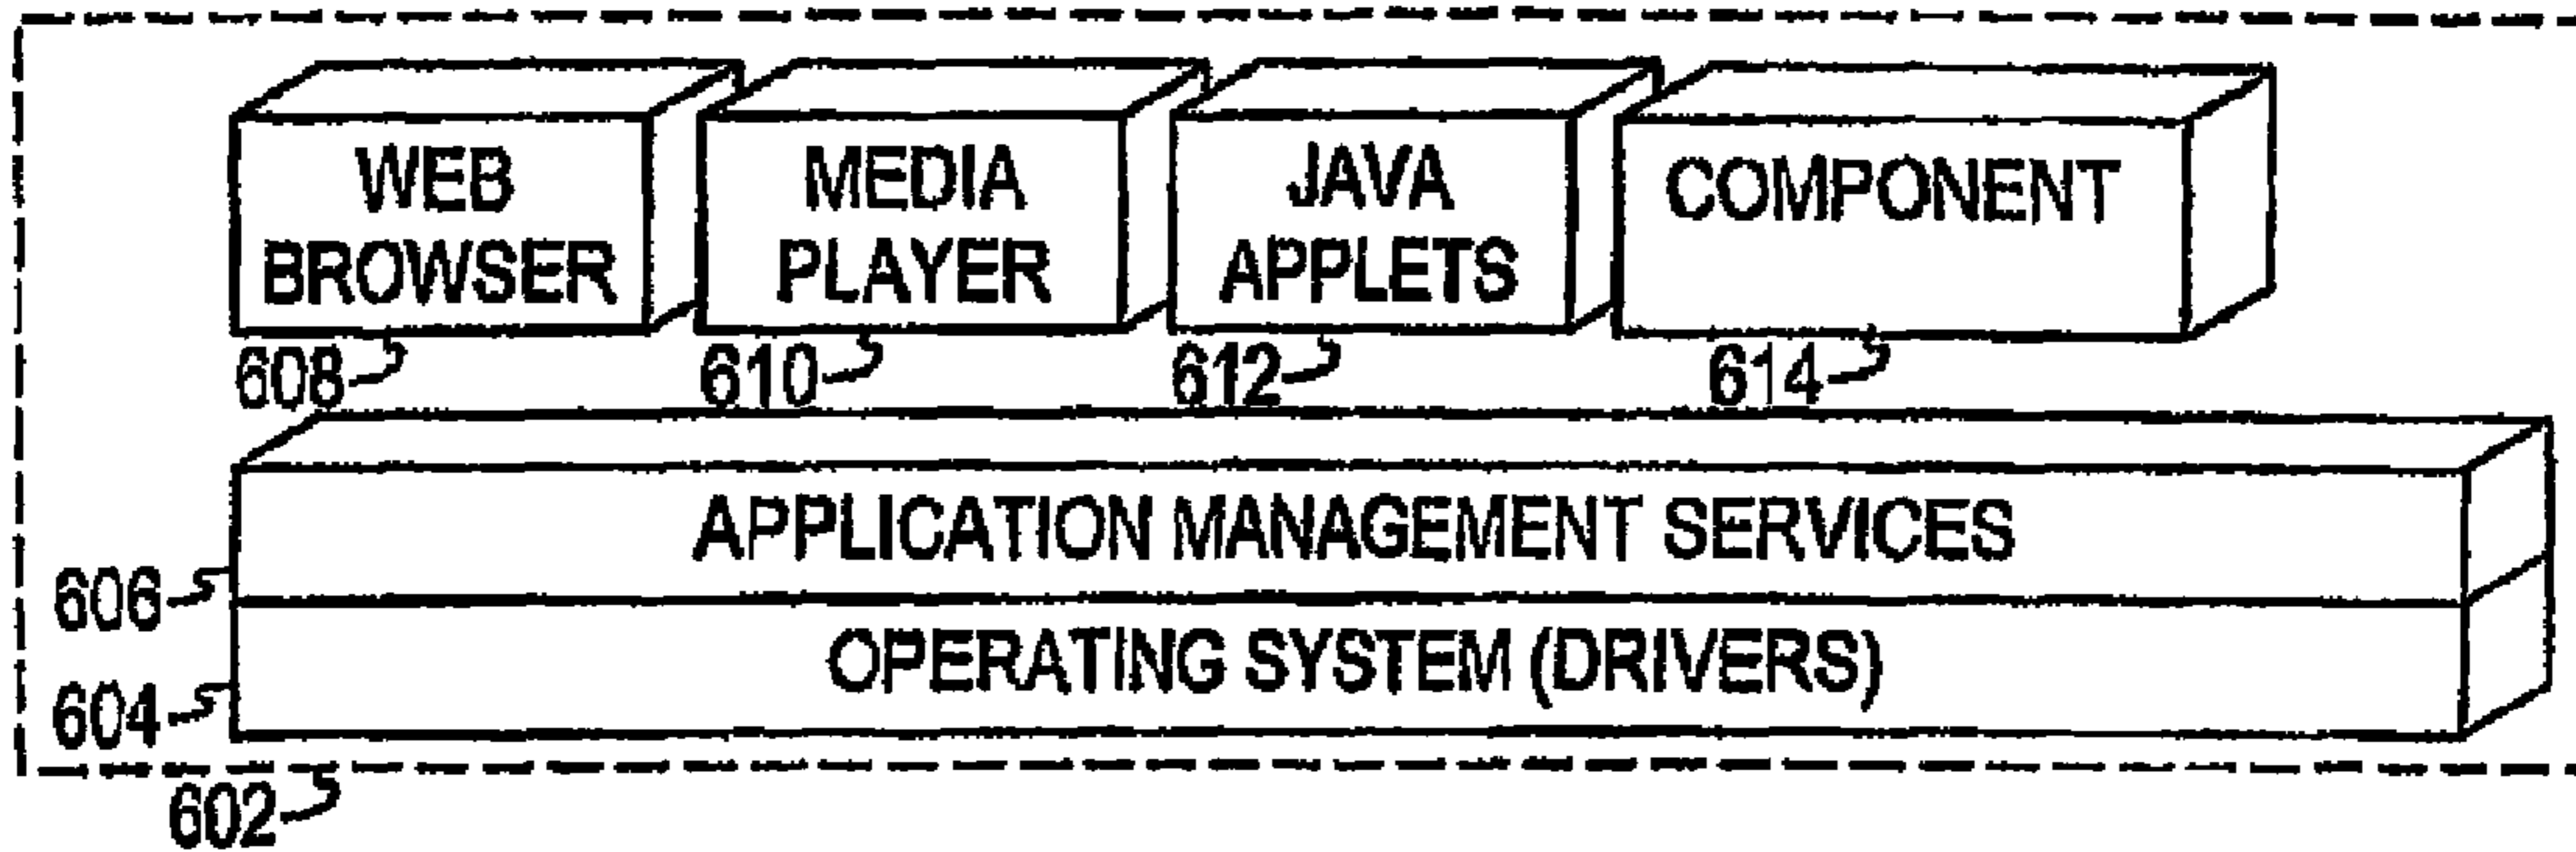 WEB
BROWSER
MEDIA
PLAYER
JAVA
APPLETS
COMPONENT
608
610
612
614
APPLICATION MANAGEMENT SERVICES
606
OPERATING SYSTEM (DRIVERS)
604
602